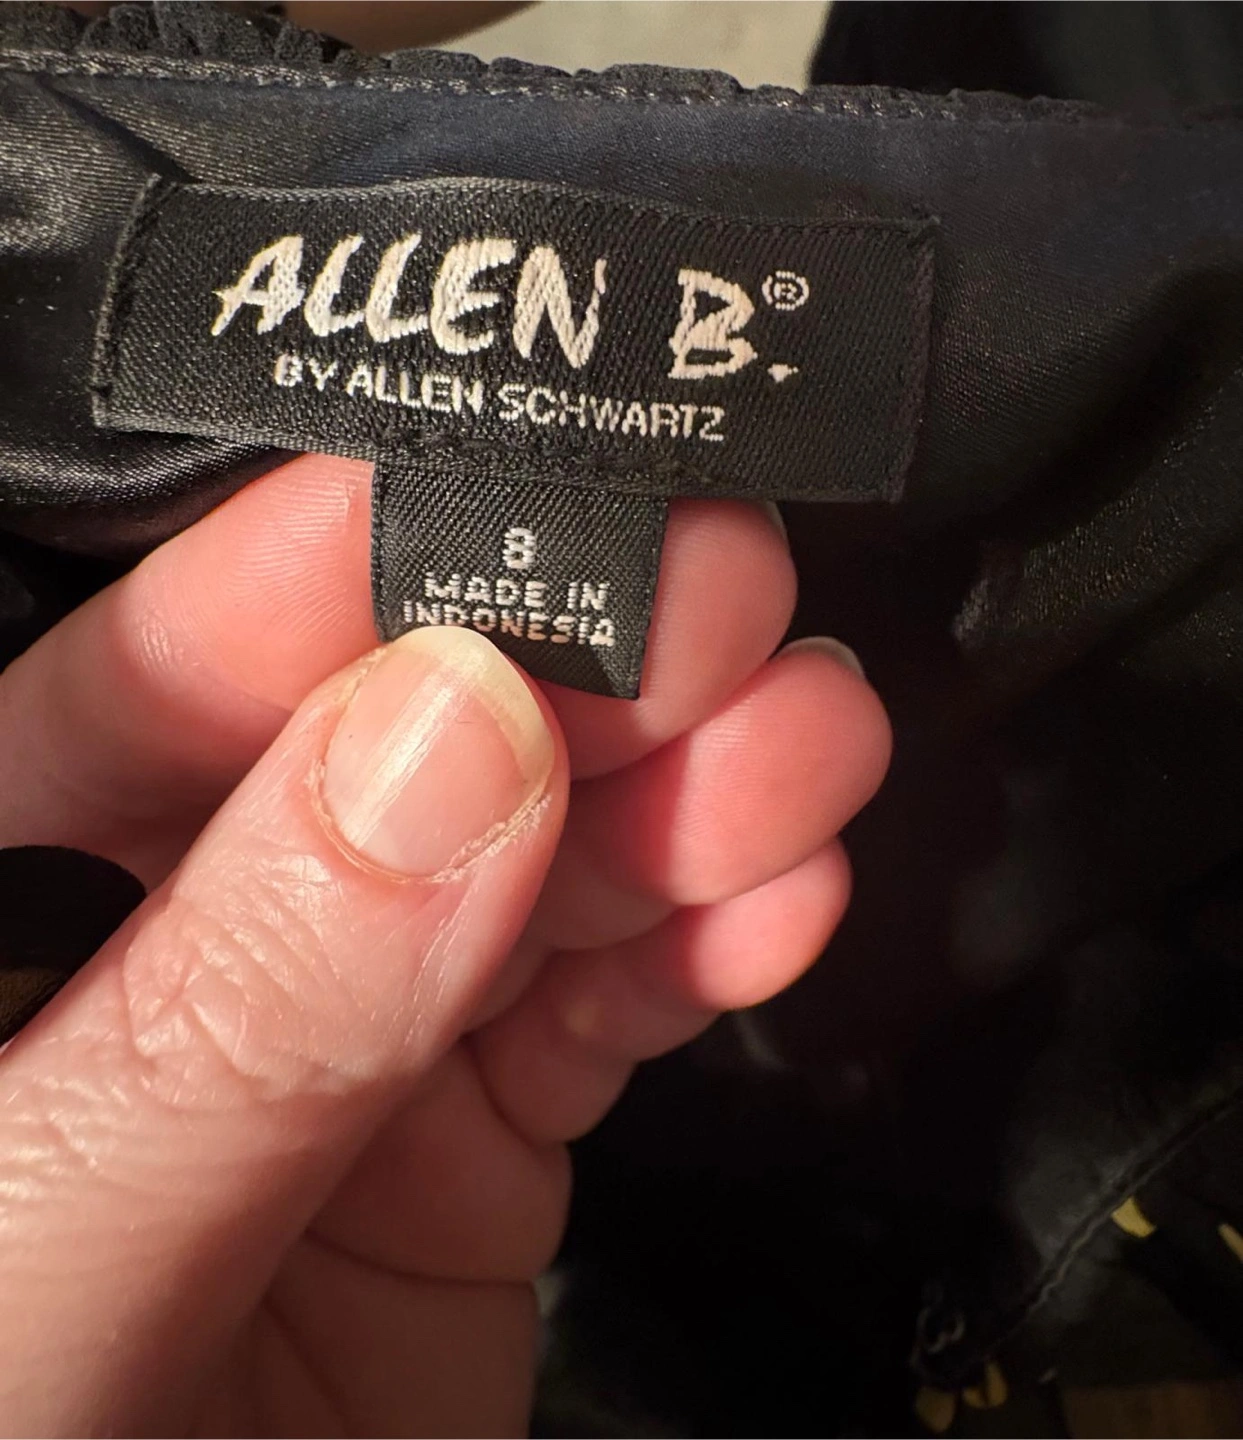 ALLEN B.®
BY ALLEN SCHWARTZ
8
MADE IN
INDONESIA